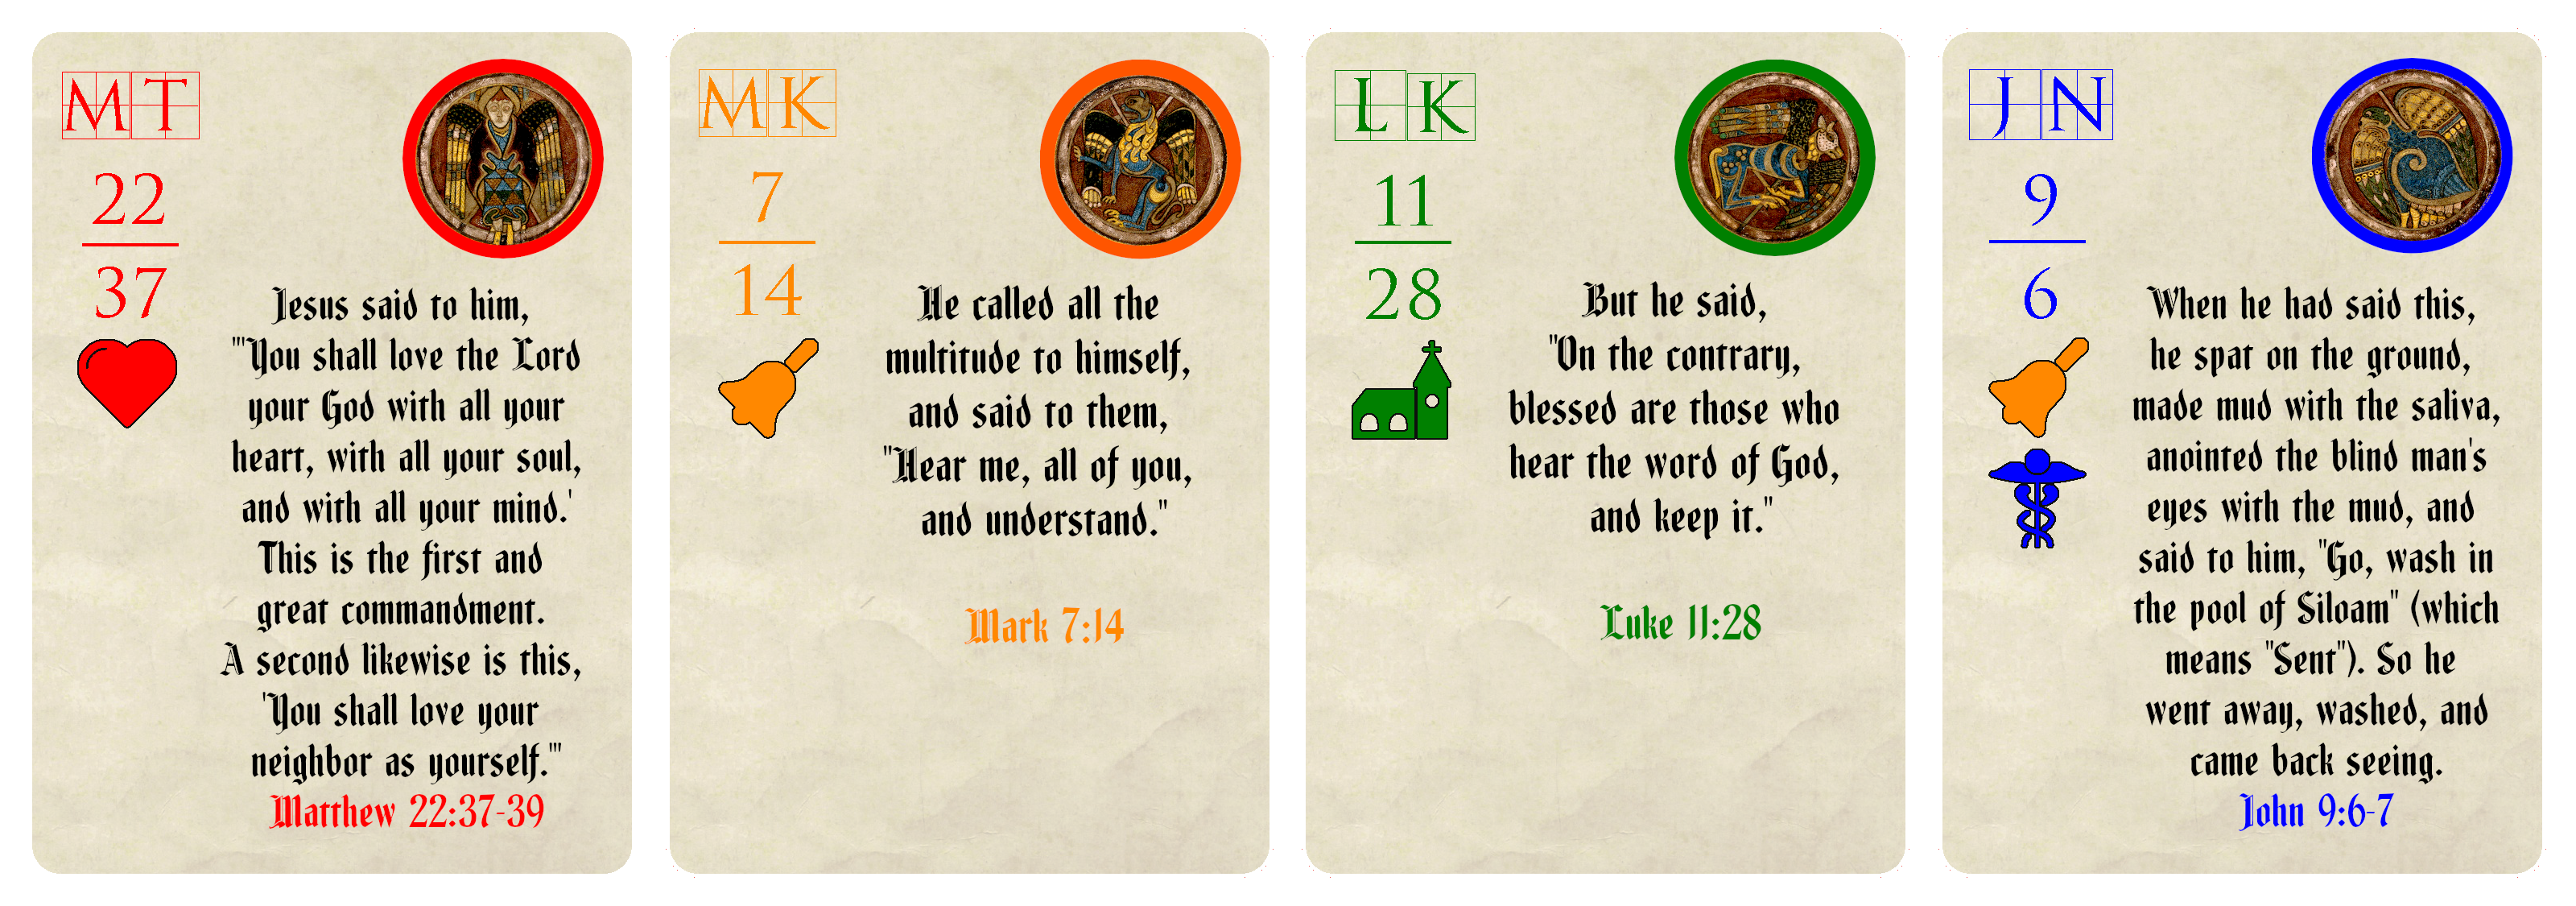 MT
22
37
Jesus said to him,
"'You shall love the Lord
your God with all your
heart, with all your soul,
and with all your mind.'
This is the first and
great commandment.
A second likewise is this,
'You shall love your
neighbor as yourself.'"
Matthew 22:37-39
MK
7
14
He called all the
multitude to himself,
and said to them,
"Hear me, all of you,
and understand."
Mark 7:14
LK
11
28
But he said,
"On the contrary,
blessed are those who
hear the word of God,
and keep it."
Luke 11:28
JN
9
6
When he had said this,
he spat on the ground,
made mud with the saliva,
anointed the blind man's
eyes with the mud, and
said to him, "Go, wash in
the pool of Siloam" (which
means "Sent"). So he
went away, washed, and
came back seeing.
John 9:6-7